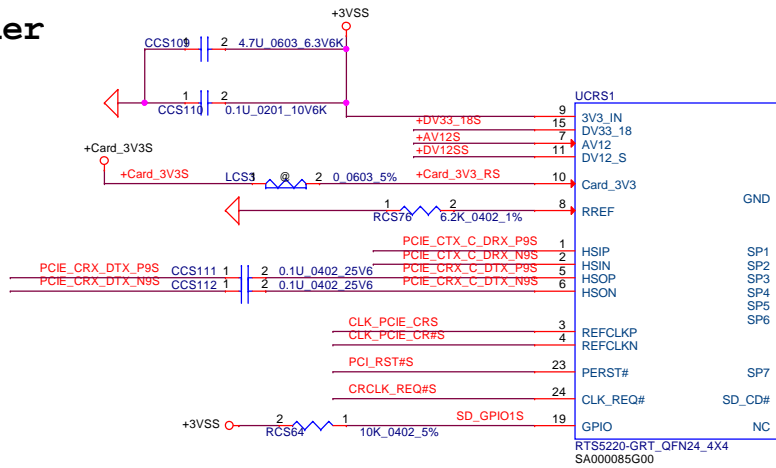 er
+3VSS
CCS109 1 2 4.7U_0603_6.3V6K
1 2
CCS110 0.1U_0201_10V6K
UCRS1
9 3V3_IN
+DV33_18S 15 DV33_18
+AV12S 7 AV12
+DV12SS 11 DV12_S
+Card_3V3S
+Card_3V3S LCS3 1 @ 2 0_0603_5% +Card_3V3_RS 10 Card_3V3
GND
1 2 8 RREF
RCS76 6.2K_0402_1%
PCIE_CTX_C_DRX_P9S 1 HSIP SP1
PCIE_CTX_C_DRX_N9S 2 HSIN SP2
PCIE_CRX_DTX_P9S CCS111 1 2 0.1U_0402_25V6 PCIE_CRX_C_DTX_P9S 5 HSOP SP3
PCIE_CRX_DTX_N9S CCS112 1 2 0.1U_0402_25V6 PCIE_CRX_C_DTX_N9S 6 HSON SP4
SP5
SP6
CLK_PCIE_CRS 3 REFCLKP
CLK_PCIE_CR#S 4 REFCLKN
PCI_RST#S 23 PERST# SP7
CRCLK_REQ#S 24 CLK_REQ# SD_CD#
+3VSS 2 1 SD_GPIO1S 19 GPIO NC
RCS64 10K_0402_5%
RTS5220-GRT_QFN24_4X4
SA000085G00